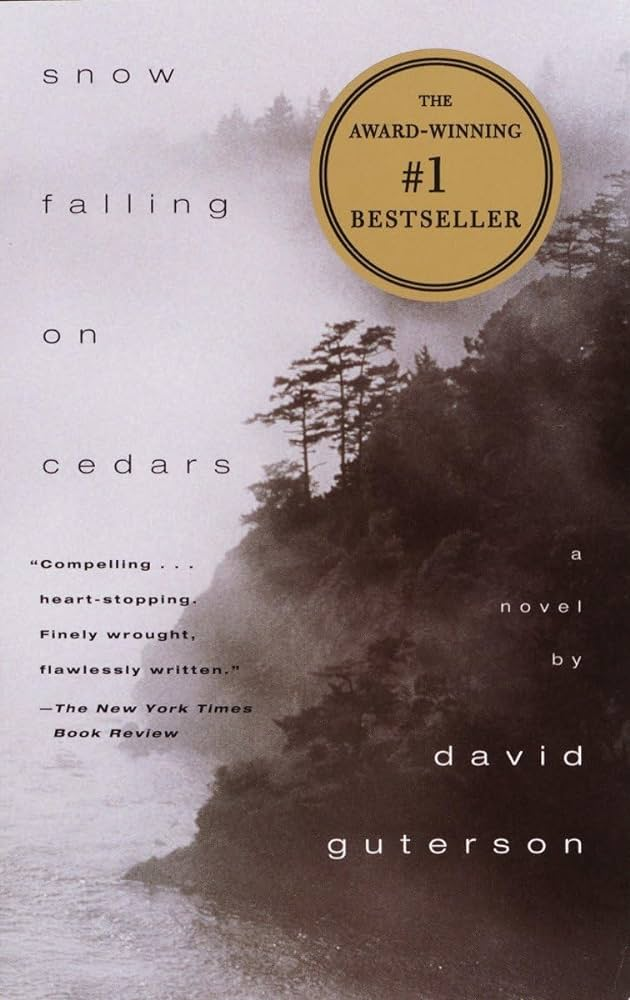 snow
falling
on
cedars
THE
AWARD-WINNING
#1
BESTSELLER
“Compelling . . .
heart-stopping.
Finely wrought,
flawlessly written.”
—The New York Times
Book Review
a
novel
by
david
guterson